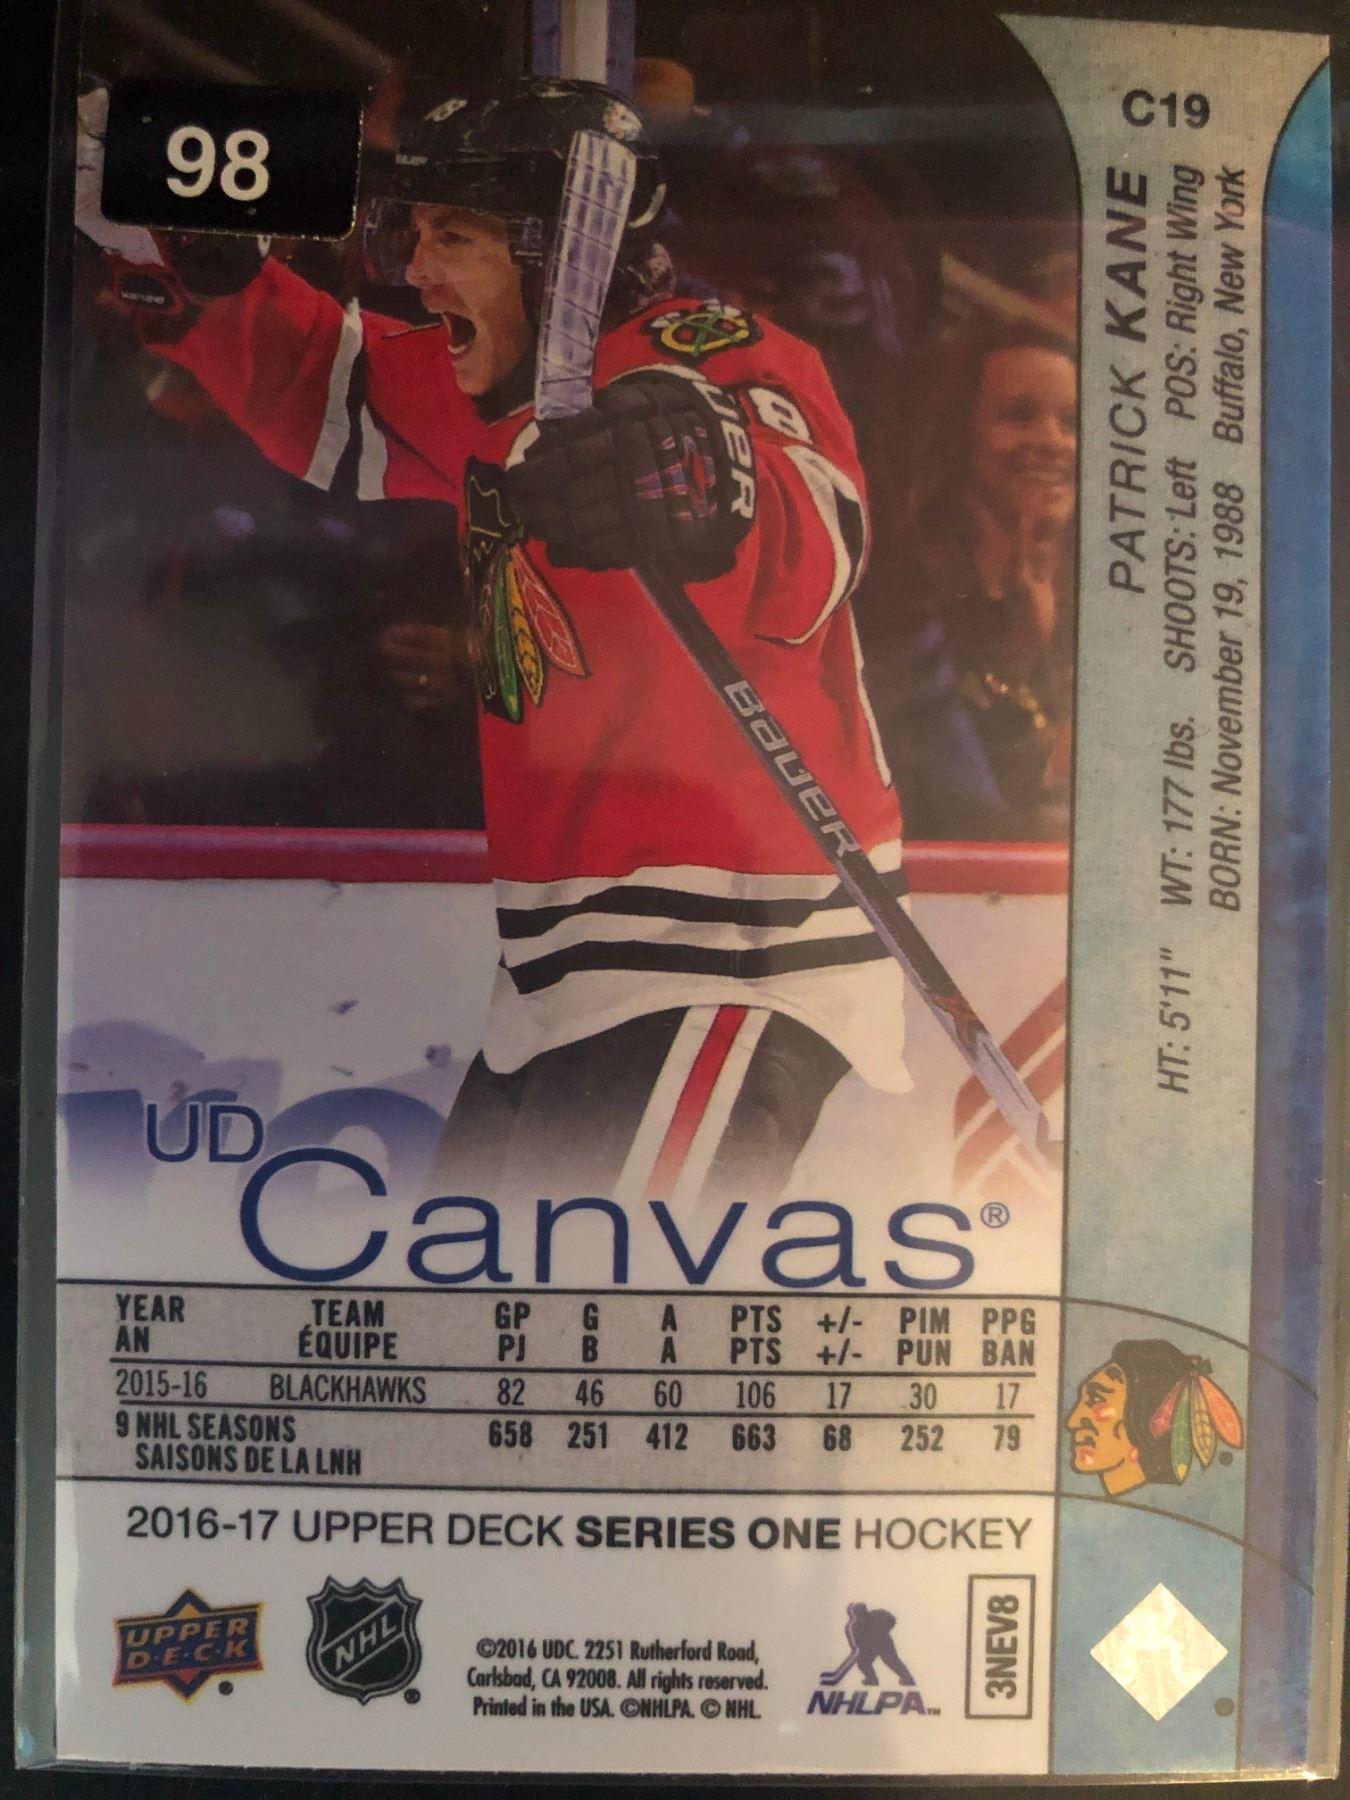 98
C19
PATRICK KANE
HT: 5'11" WT: 177 lbs. SHOOTS: Left POS: Right Wing
BORN: November 19, 1988 Buffalo, New York
BAUER
8
BAUER
UD
Canvas®
YEAR TEAM GP G A PTS +/- PIM PPG
AN ÉQUIPE PJ B A PTS +/- PUN BAN
2015-16 BLACKHAWKS 82 46 60 106 17 30 17
9 NHL SEASONS 658 251 412 663 68 252 79
SAISONS DE LA LNH
2016-17 UPPER DECK SERIES ONE HOCKEY
UPPER
D·E·C·K
®
NHL
®
©2016 UDC. 2251 Rutherford Road,
Carlsbad, CA 92008. All rights reserved.
Printed in the USA. ©NHLPA. © NHL.
NHLPA™
3NEV8